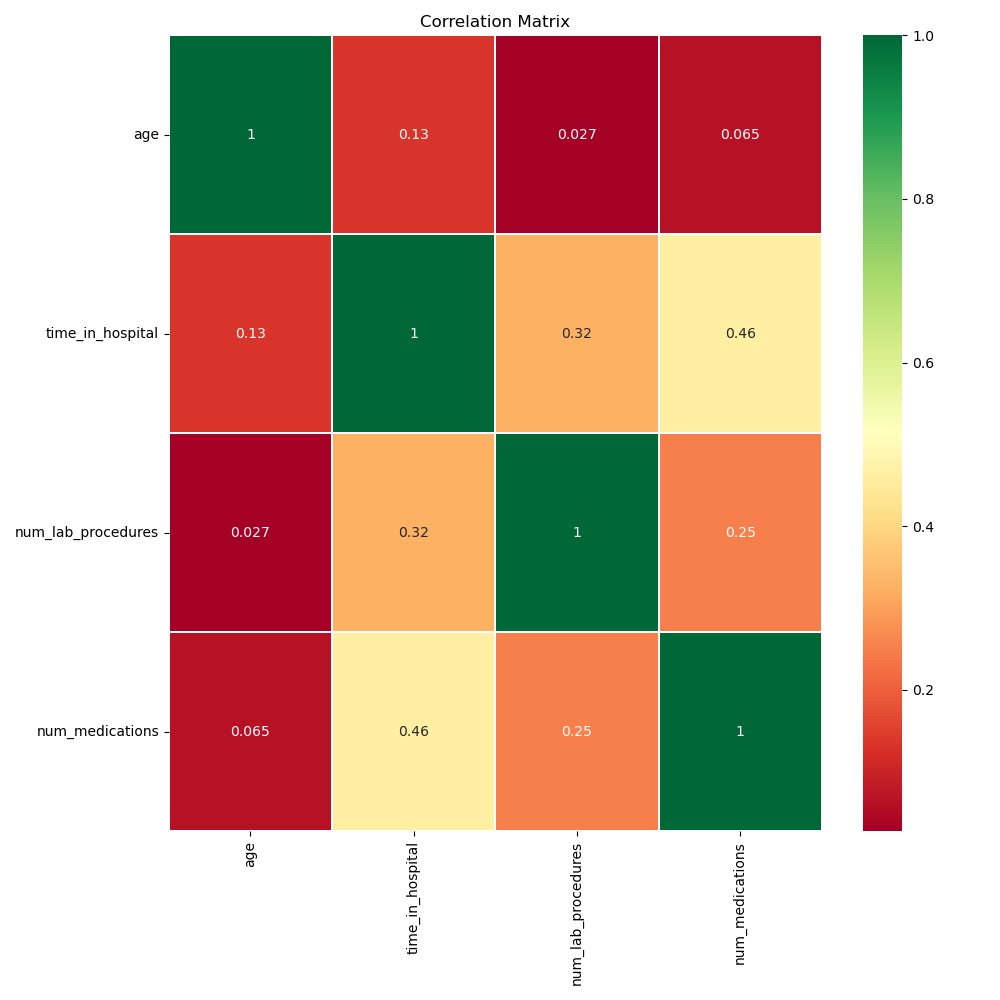 Correlation Matrix
age
1
0.13
0.027
0.065
time_in_hospital
0.13
1
0.32
0.46
num_lab_procedures
0.027
0.32
1
0.25
num_medications
0.065
0.46
0.25
1
age
time_in_hospital
num_lab_procedures
num_medications
1.0
0.8
0.6
0.4
0.2